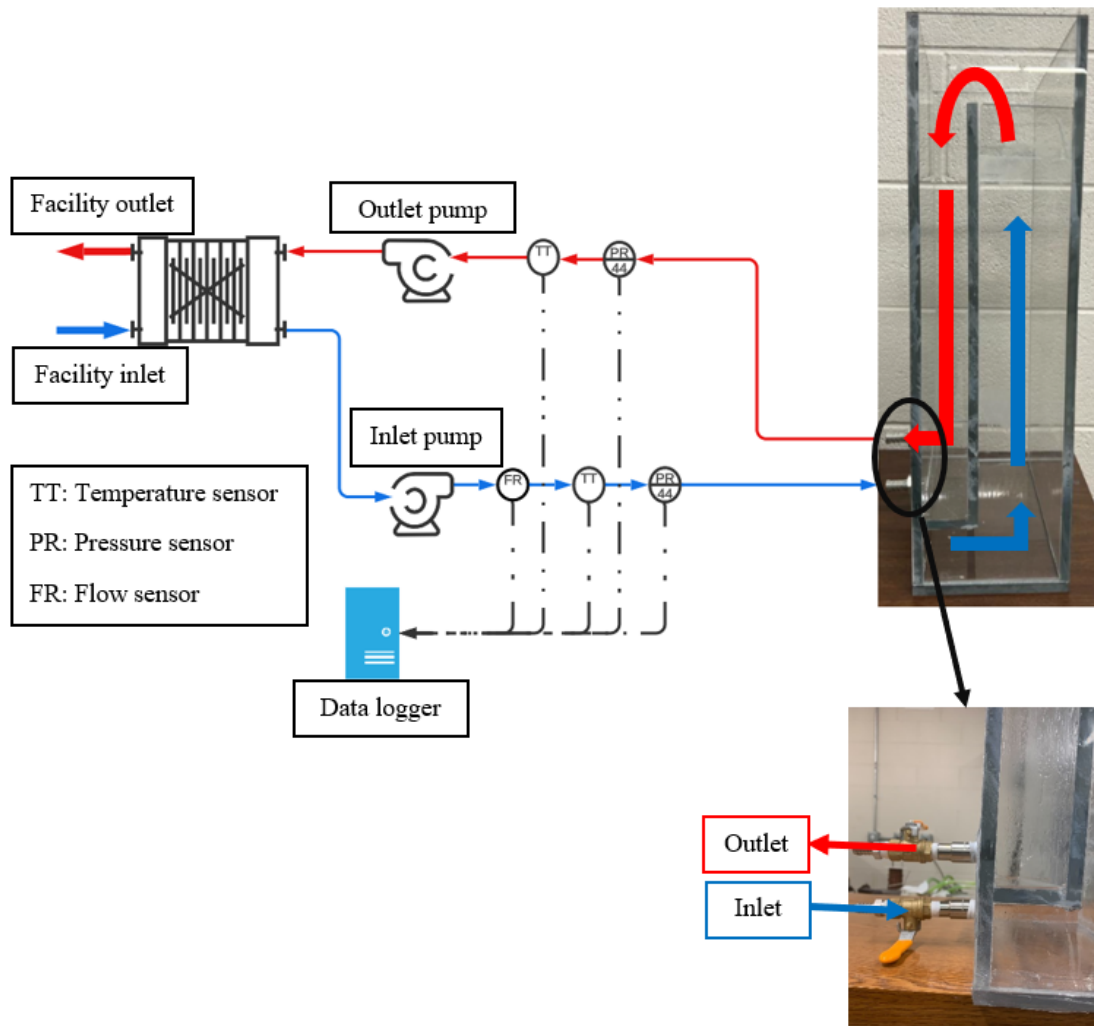 Facility outlet
Outlet pump
TT
PR
44
Facility inlet
Inlet pump
FR
TT
PR
44
TT: Temperature sensor
PR: Pressure sensor
FR: Flow sensor
Data logger
Outlet
Inlet